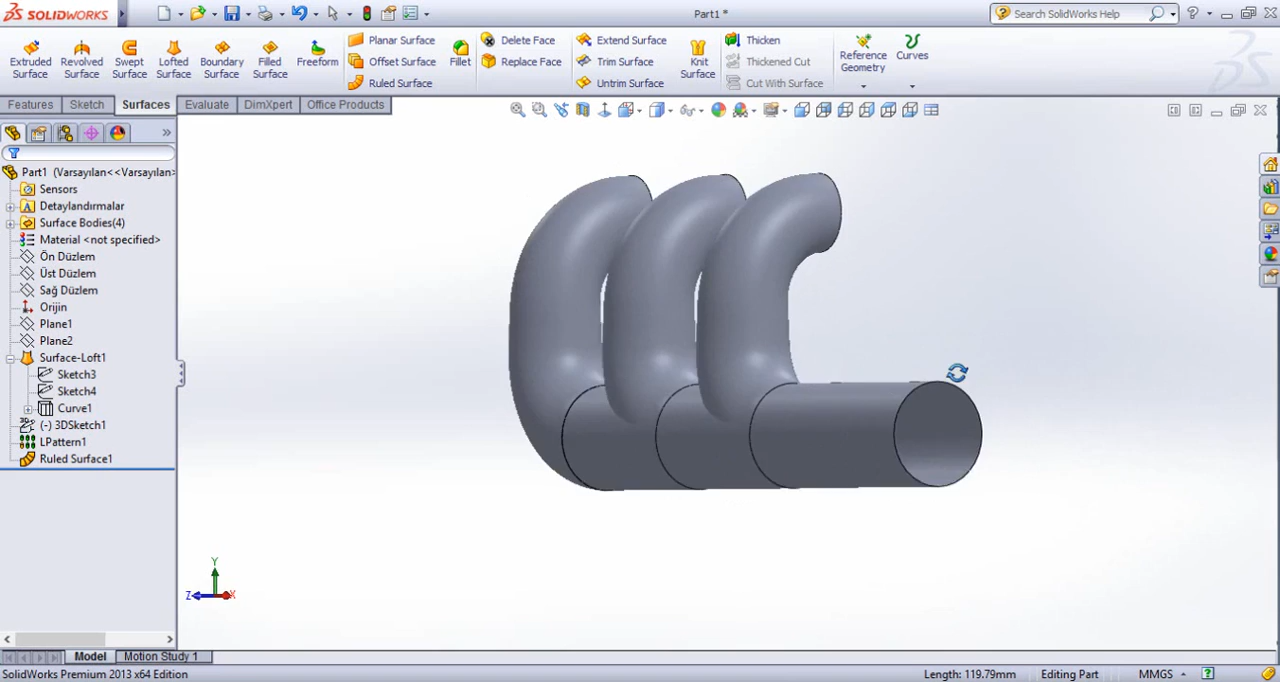 SOLIDWORKS
Part1 *
Search SolidWorks Help
Extruded Surface
Revolved Surface
Swept Surface
Lofted Surface
Boundary Surface
Filled Surface
Freeform
Planar Surface
Offset Surface
Ruled Surface
Fillet
Delete Face
Replace Face
Extend Surface
Trim Surface
Untrim Surface
Knit Surface
Thicken
Thickened Cut
Cut With Surface
Reference Geometry
Curves
Features
Sketch
Surfaces
Evaluate
DimXpert
Office Products
Part1 (Varsayılan<<Varsayılan>
Sensors
Detaylandırmalar
Surface Bodies(4)
Material <not specified>
Ön Düzlem
Üst Düzlem
Sağ Düzlem
Orijin
Plane1
Plane2
Surface-Loft1
Sketch3
Sketch4
Curve1
(-) 3DSketch1
LPattern1
Ruled Surface1
Y
Z
X
Model
Motion Study 1
SolidWorks Premium 2013 x64 Edition
Length: 119.79mm
Editing Part
MMGS